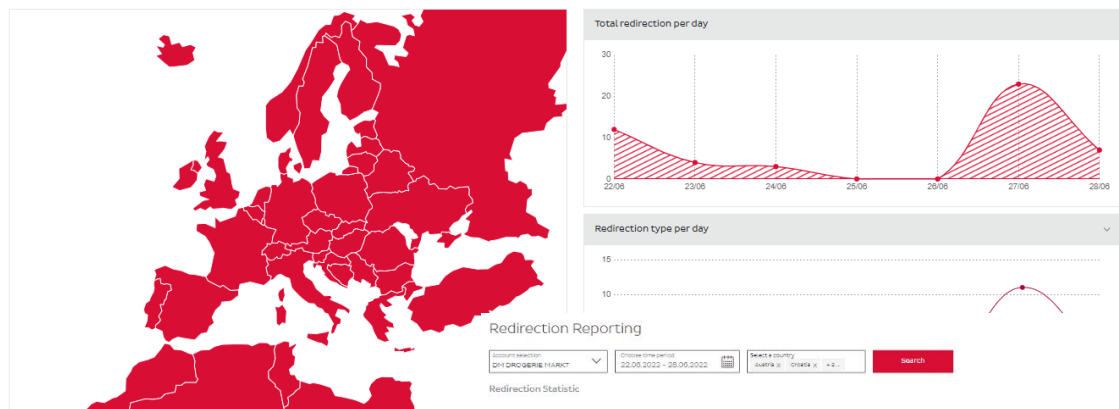 Total redirection per day
30
20
10
0
22/06 23/06 24/06 25/06 26/06 27/06 28/06
Redirection type per day
15
10
Redirection Reporting
Account selection
DM DROGERIE MARKT
Choose time period
22.06.2022 - 28.06.2022
Select a country
Austria x Croatia x + 9...
Search
Redirection Statistic